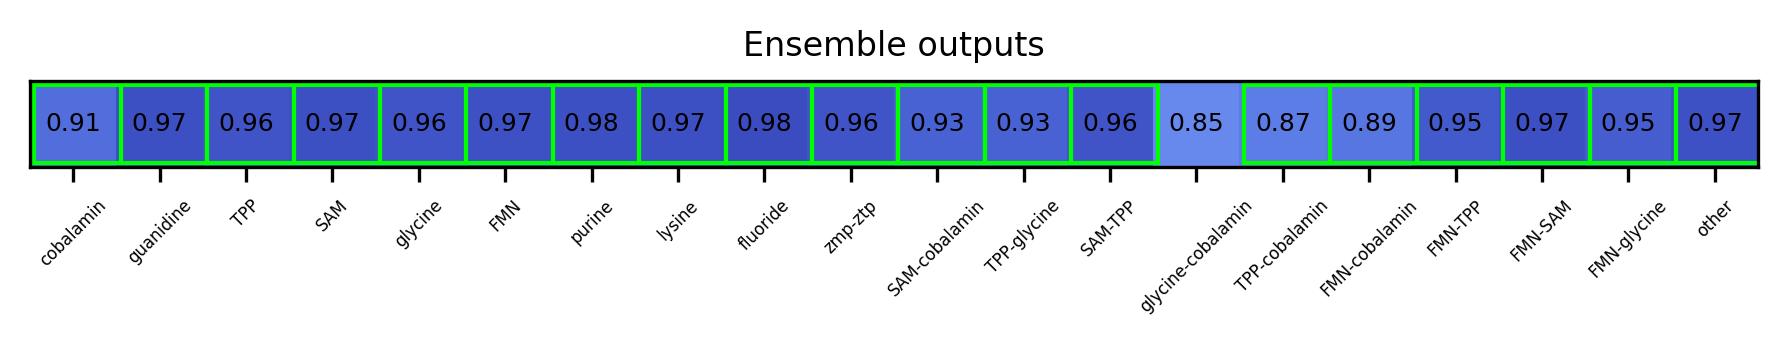 Ensemble outputs
0.91 0.97 0.96 0.97 0.96 0.97 0.98 0.97 0.98 0.96 0.93 0.93 0.96 0.85 0.87 0.89 0.95 0.97 0.95 0.97
cobalamin guanidine TPP SAM glycine FMN purine lysine fluoride zmp-ztp SAM-cobalamin TPP-glycine SAM-TPP glycine-cobalamin TPP-cobalamin FMN-cobalamin FMN-TPP FMN-SAM FMN-glycine other